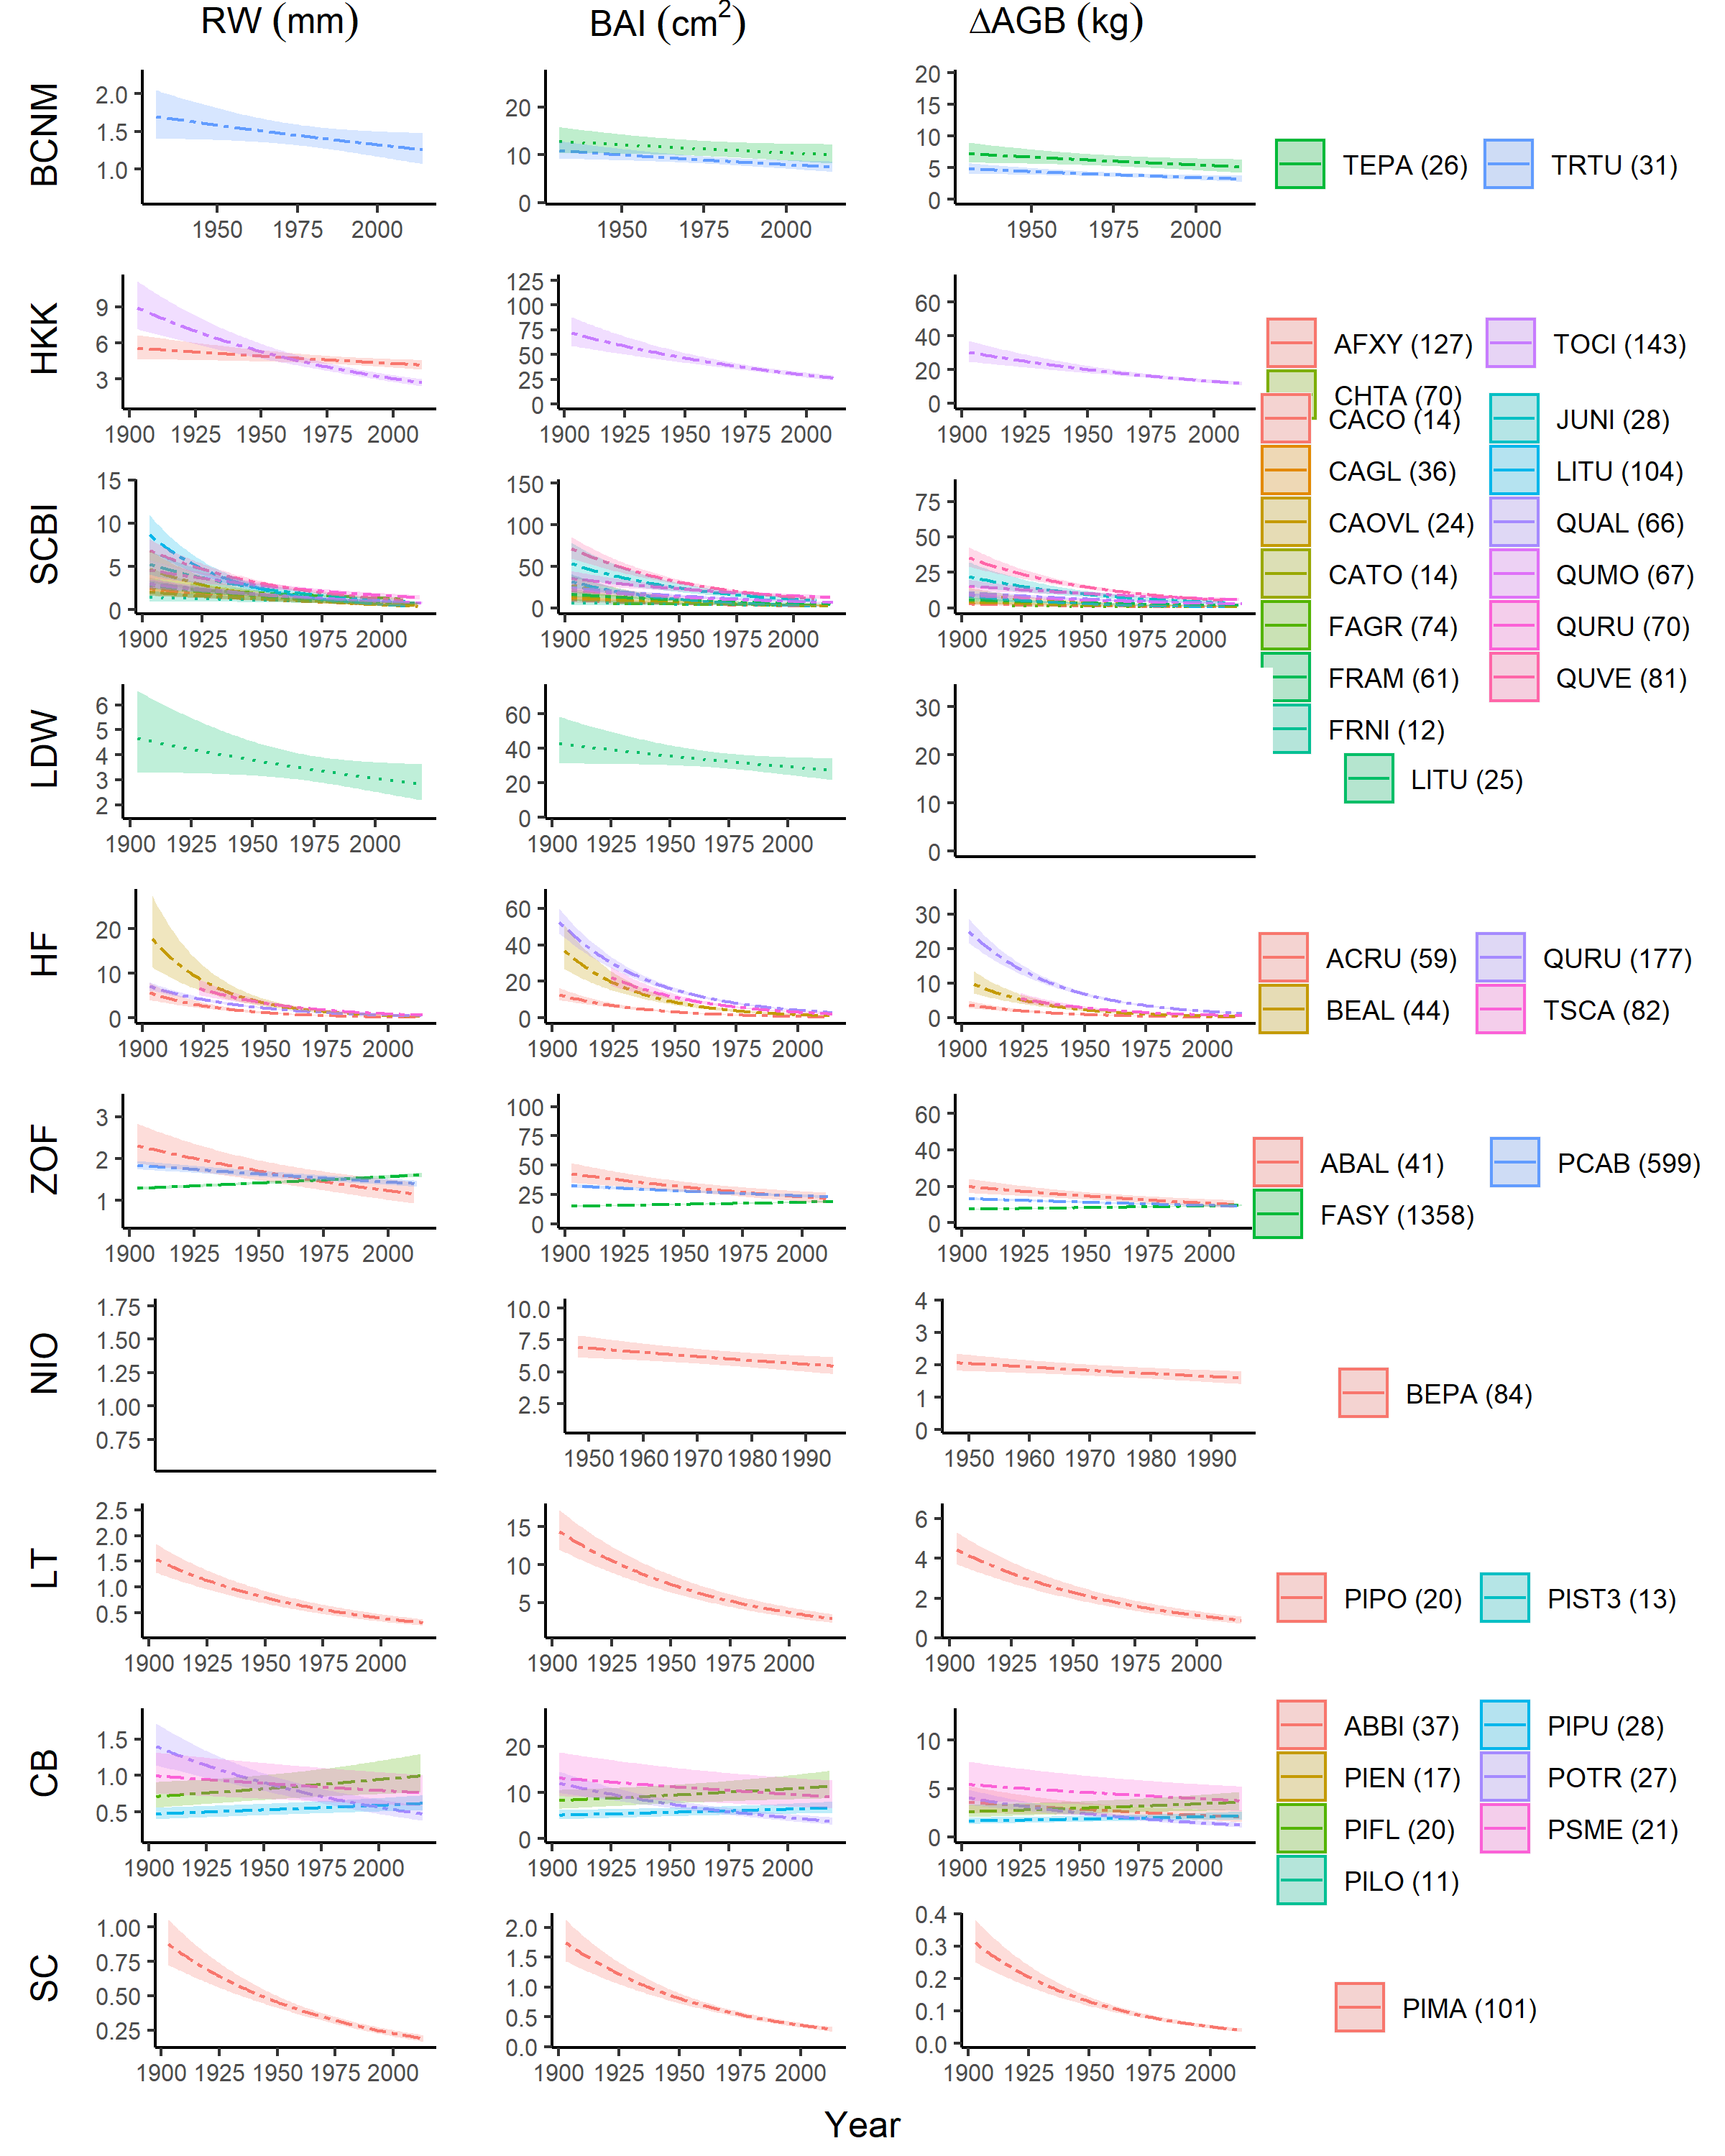 RW (mm) BAI (cm²) ΔAGB (kg)
BCNM
2.0
1.5
1.0
1950 1975 2000
20
10
0
1950 1975 2000
20
15
10
5
0
1950 1975 2000
TEPA (26) TRTU (31)
HKK
9
6
3
1900 1925 1950 1975 2000
125
100
75
50
25
0
1900 1925 1950 1975 2000
60
40
20
0
1900 1925 1950 1975 2000
AFXY (127) TOCI (143)
CHTA (70)
SCBI
15
10
5
0
1900 1925 1950 1975 2000
150
100
50
0
1900 1925 1950 1975 2000
75
50
25
0
1900 1925 1950 1975 2000
CACO (14) JUNI (28)
CAGL (36) LITU (104)
CAOVL (24) QUAL (66)
CATO (14) QUMO (67)
FAGR (74) QURU (70)
FRAM (61) QUVE (81)
FRNI (12)
LDW
6
5
4
3
2
1900 1925 1950 1975 2000
60
40
20
0
1900 1925 1950 1975 2000
30
20
10
0
LITU (25)
HF
20
10
0
1900 1925 1950 1975 2000
60
40
20
0
1900 1925 1950 1975 2000
30
20
10
0
1900 1925 1950 1975 2000
ACRU (59) QURU (177)
BEAL (44) TSCA (82)
ZOF
3
2
1
1900 1925 1950 1975 2000
100
75
50
25
0
1900 1925 1950 1975 2000
60
40
20
0
1900 1925 1950 1975 2000
ABAL (41) PCAB (599)
FASY (1358)
NIO
1.75
1.50
1.25
1.00
0.75
10.0
7.5
5.0
2.5
1950 1960 1970 1980 1990
4
3
2
1
0
1950 1960 1970 1980 1990
BEPA (84)
LT
2.5
2.0
1.5
1.0
0.5
1900 1925 1950 1975 2000
15
10
5
1900 1925 1950 1975 2000
6
4
2
0
1900 1925 1950 1975 2000
PIPO (20) PIST3 (13)
CB
1.5
1.0
0.5
1900 1925 1950 1975 2000
20
10
0
1900 1925 1950 1975 2000
10
5
0
1900 1925 1950 1975 2000
ABBI (37) PIPU (28)
PIEN (17) POTR (27)
PIFL (20) PSME (21)
PILO (11)
SC
1.00
0.75
0.50
0.25
1900 1925 1950 1975 2000
2.0
1.5
1.0
0.5
0.0
1900 1925 1950 1975 2000
0.4
0.3
0.2
0.1
0.0
1900 1925 1950 1975 2000
PIMA (101)
Year